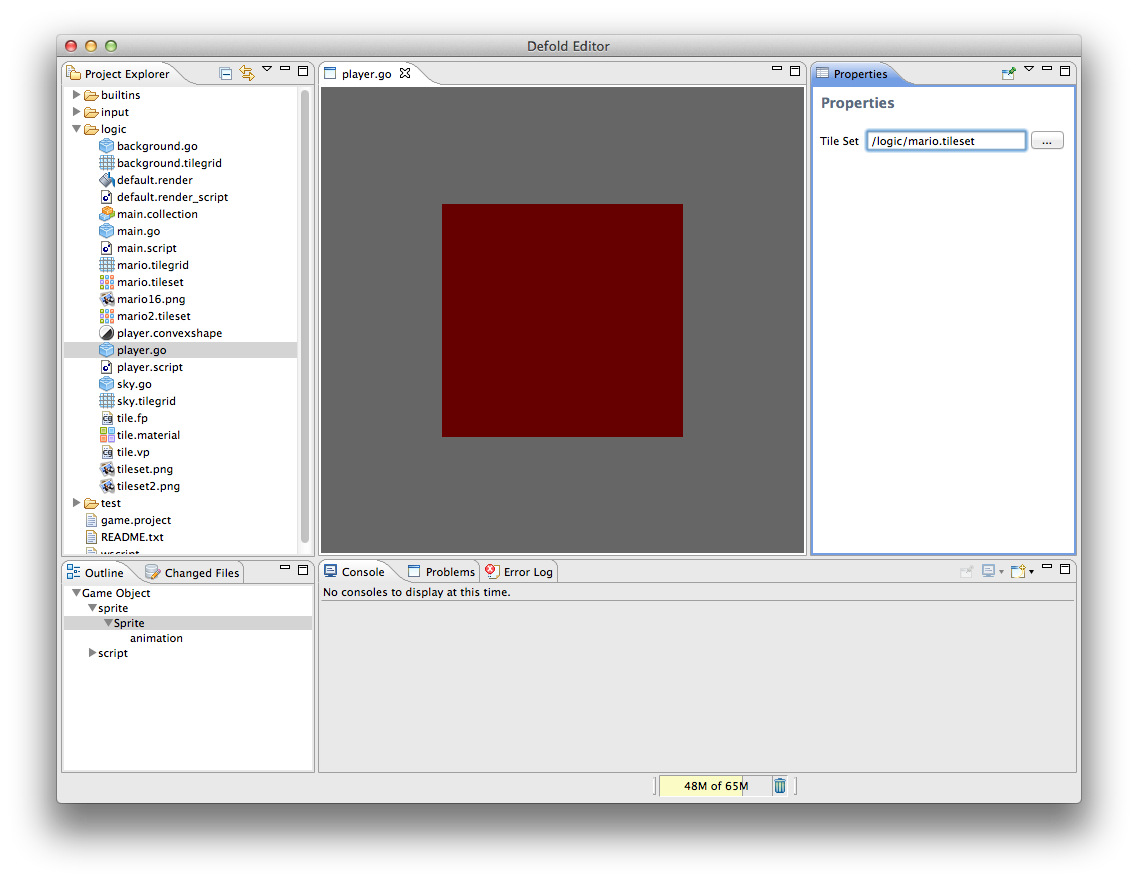 Defold Editor
Project Explorer
builtins
input
logic
background.go
background.tilegrid
default.render
default.render_script
main.collection
main.go
main.script
mario.tilegrid
mario.tileset
mario16.png
mario2.tileset
player.convexshape
player.go
player.script
sky.go
sky.tilegrid
tile.fp
tile.material
tile.vp
tileset.png
tileset2.png
test
game.project
README.txt
wscript
player.go
Properties
Properties
Tile Set /logic/mario.tileset ...
Outline Changed Files
Game Object
sprite
Sprite
animation
script
Console Problems Error Log
No consoles to display at this time.
48M of 65M